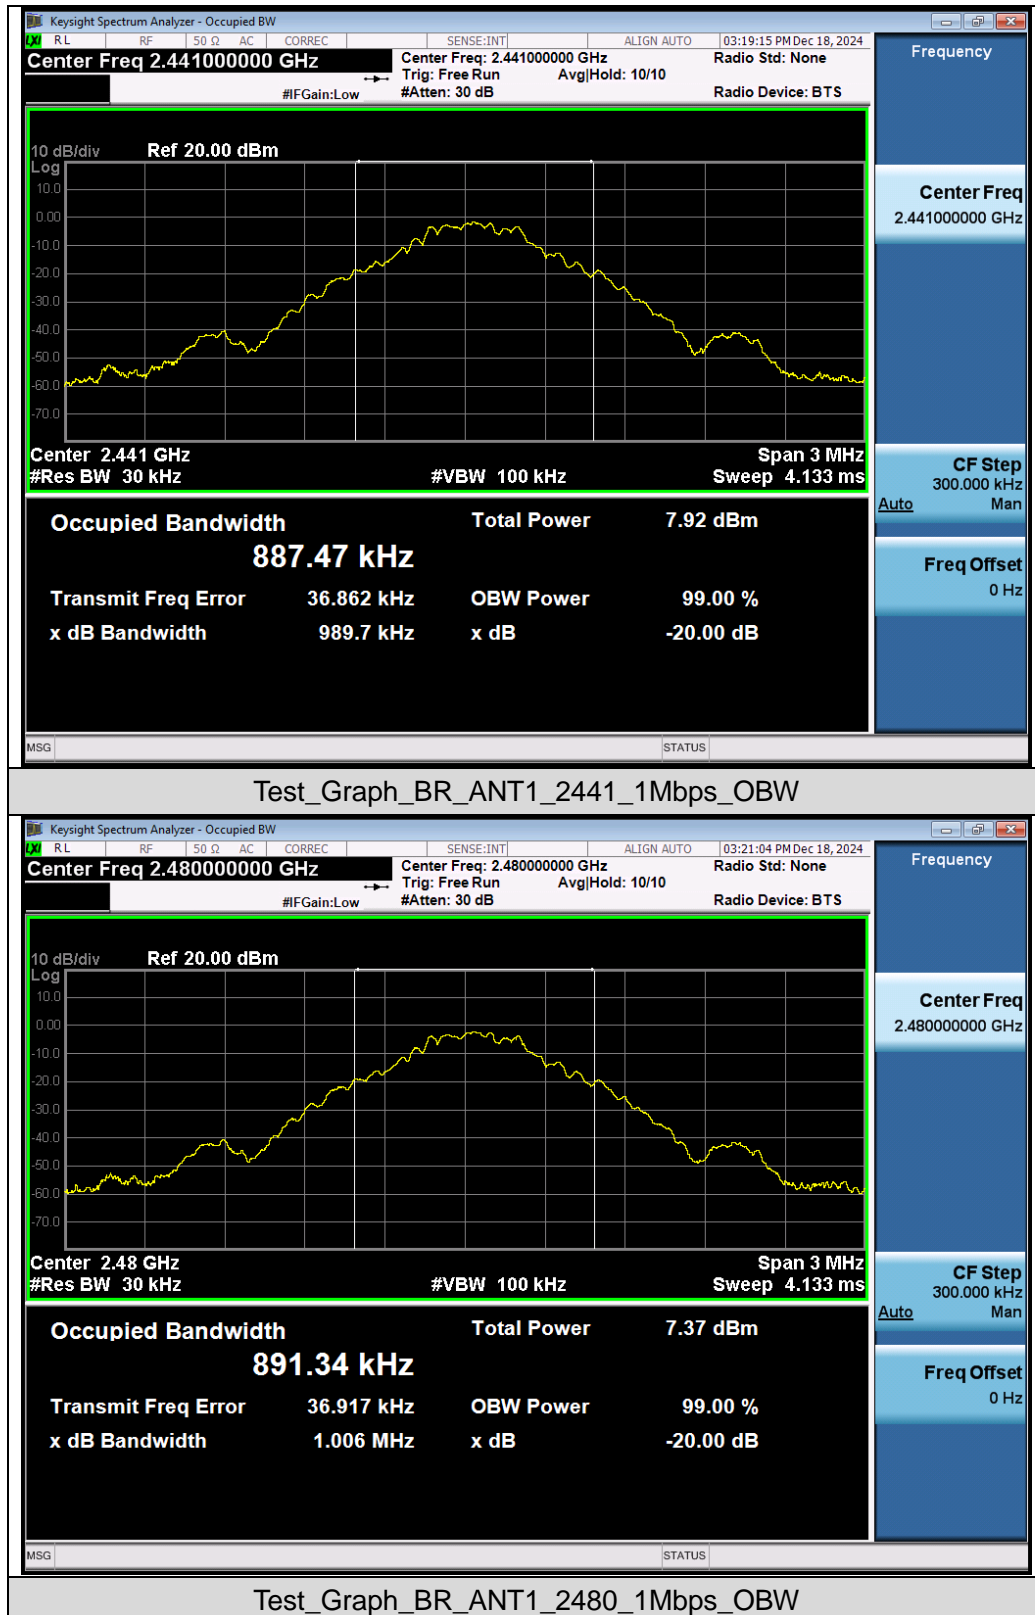 Keysight Spectrum Analyzer - Occupied BW
LXI RL RF 50 Ω AC CORREC SENSE:INT ALIGN AUTO 03:19:15 PM Dec 18, 2024
Center Freq 2.441000000 GHz
Center Freq: 2.441000000 GHz
Radio Std: None
Trig: Free Run Avg|Hold: 10/10
#IFGain:Low
#Atten: 30 dB
Radio Device: BTS
Frequency
10 dB/div Ref 20.00 dBm
Log
10.0
0.00
-10.0
-20.0
-30.0
-40.0
-50.0
-60.0
-70.0
Center 2.441 GHz Span 3 MHz
#Res BW 30 kHz #VBW 100 kHz Sweep 4.133 ms
Center Freq
2.441000000 GHz
CF Step
300.000 kHz
Auto Man
Freq Offset
0 Hz
Occupied Bandwidth Total Power 7.92 dBm
887.47 kHz
Transmit Freq Error 36.862 kHz OBW Power 99.00 %
x dB Bandwidth 989.7 kHz x dB -20.00 dB
MSG STATUS
Test_Graph_BR_ANT1_2441_1Mbps_OBW
Keysight Spectrum Analyzer - Occupied BW
LXI RL RF 50 Ω AC CORREC SENSE:INT ALIGN AUTO 03:21:04 PM Dec 18, 2024
Center Freq 2.480000000 GHz
Center Freq: 2.480000000 GHz
Radio Std: None
Trig: Free Run Avg|Hold: 10/10
#IFGain:Low
#Atten: 30 dB
Radio Device: BTS
Frequency
10 dB/div Ref 20.00 dBm
Log
10.0
0.00
-10.0
-20.0
-30.0
-40.0
-50.0
-60.0
-70.0
Center 2.48 GHz Span 3 MHz
#Res BW 30 kHz #VBW 100 kHz Sweep 4.133 ms
Center Freq
2.480000000 GHz
CF Step
300.000 kHz
Auto Man
Freq Offset
0 Hz
Occupied Bandwidth Total Power 7.37 dBm
891.34 kHz
Transmit Freq Error 36.917 kHz OBW Power 99.00 %
x dB Bandwidth 1.006 MHz x dB -20.00 dB
MSG STATUS
Test_Graph_BR_ANT1_2480_1Mbps_OBW